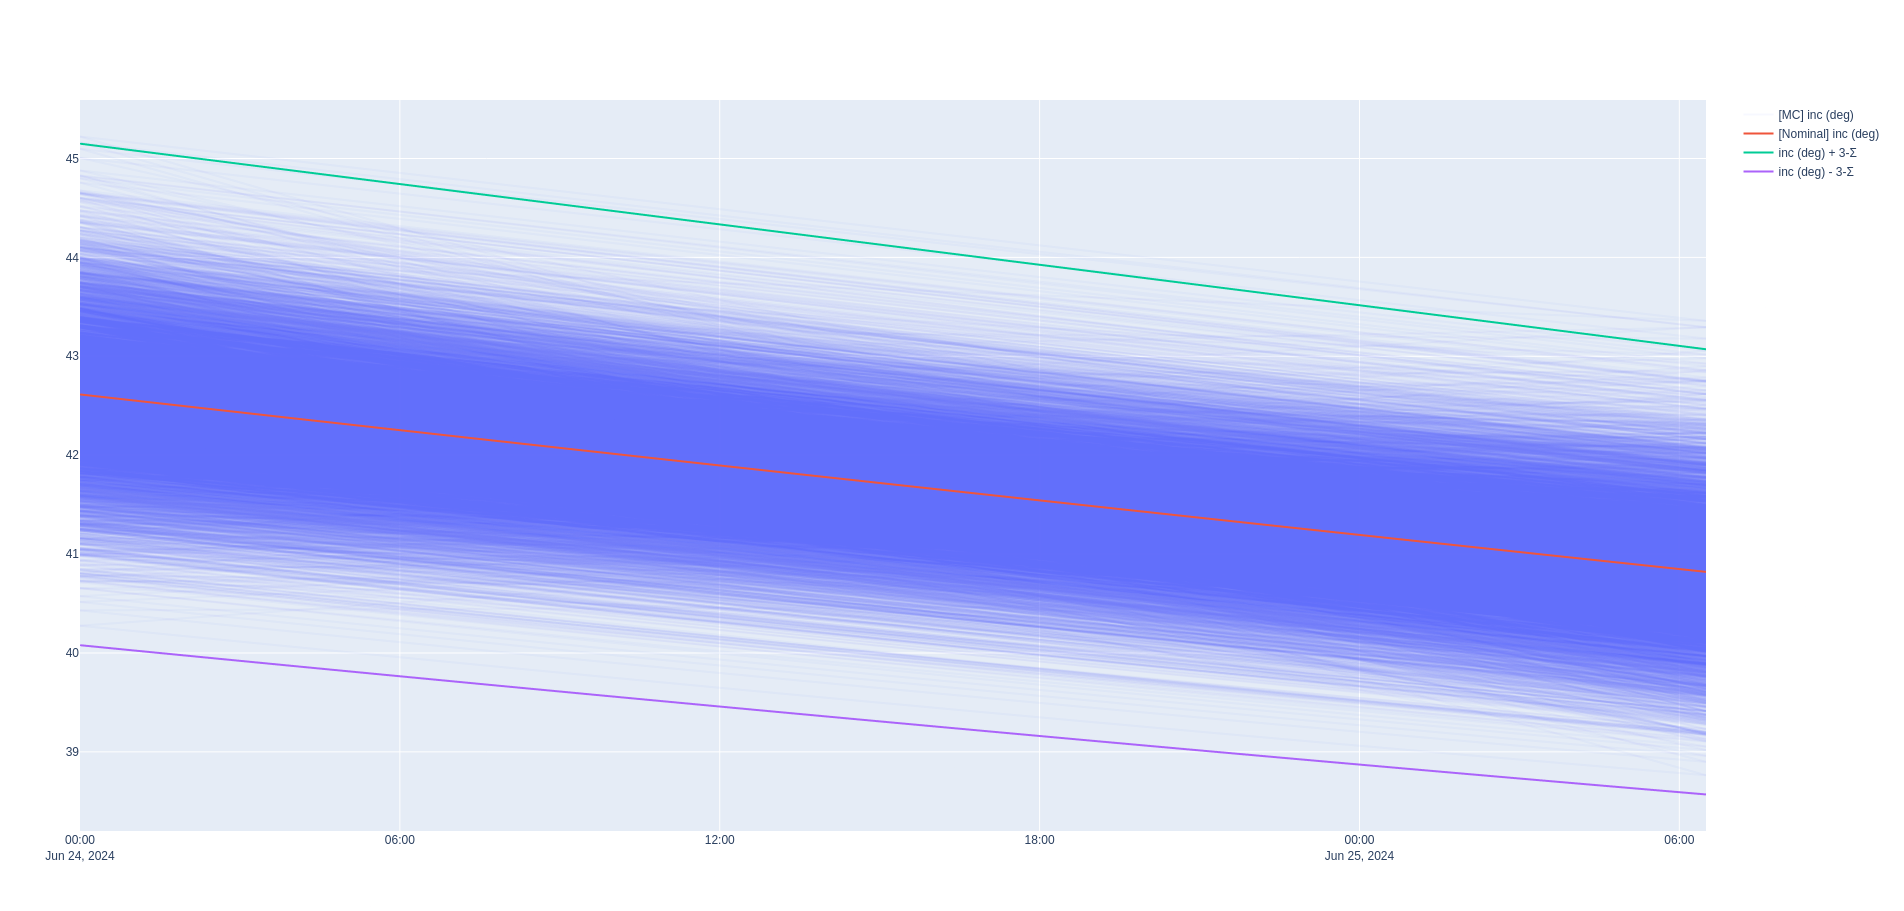 [MC] inc (deg)
[Nominal] inc (deg)
inc (deg) + 3-Σ
inc (deg) - 3-Σ
45
44
43
42
41
40
39
00:00 06:00 12:00 18:00 00:00 06:00
Jun 24, 2024 Jun 25, 2024